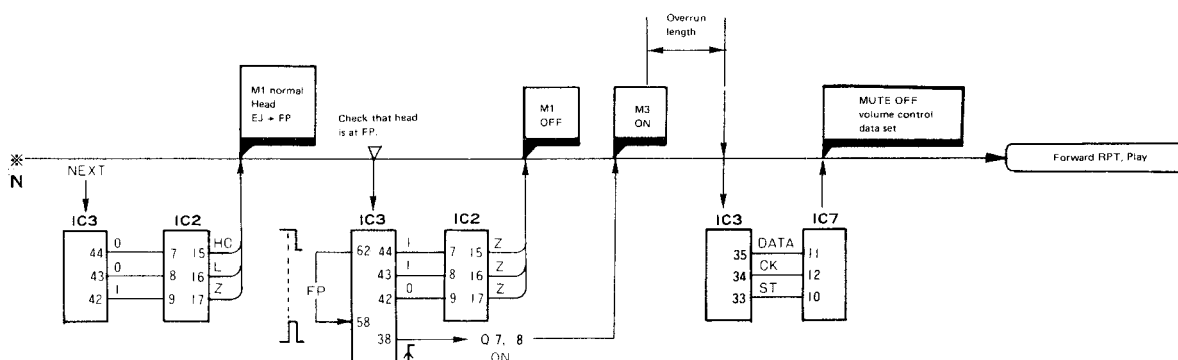 Overrun
length
M1 normal
Head
EJ → FP
Check that head
is at FP.
M1
OFF
M3
ON
MUTE OFF
volume control
data set
※
N
NEXT
Forward RPT, Play
IC3
44
43
42
0
0
1
IC2
7
8
9
15
16
17
HC
L
Z
FP
IC3
62
58
44
43
42
38
1
1
0
IC2
7
8
9
15
16
17
Z
Z
Z
Q 7, 8
ON
IC3
35
34
33
DATA
CK
ST
IC7
11
12
10